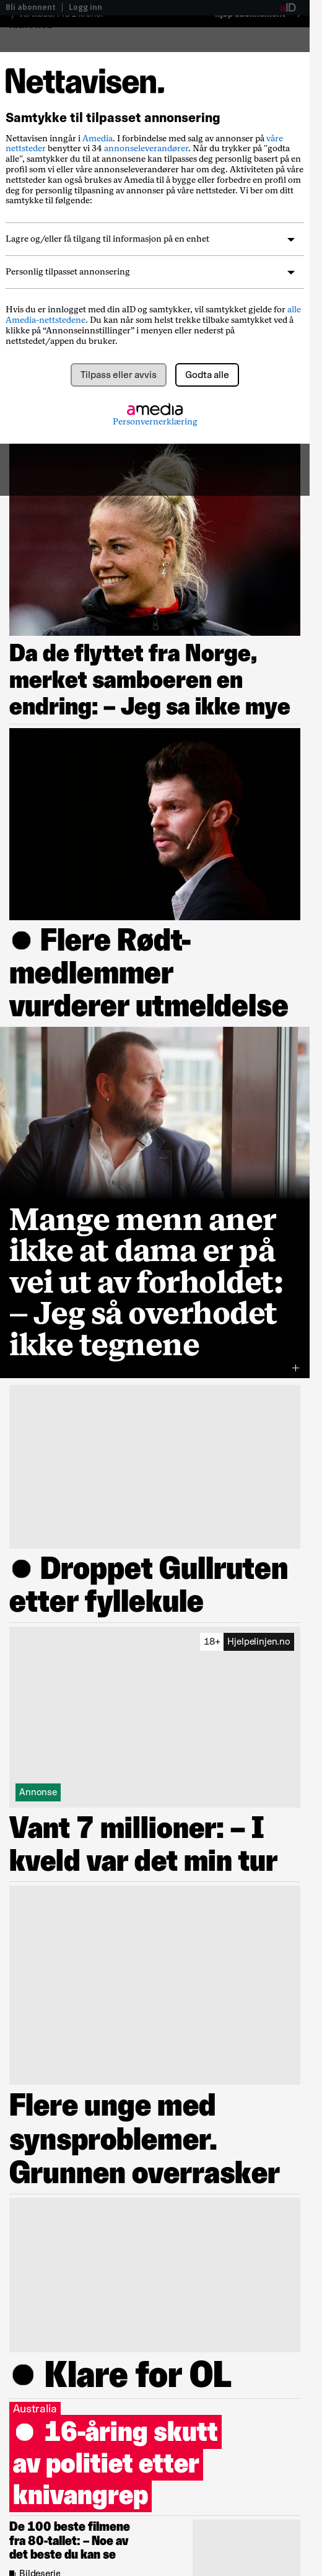 Bli abonnent | Logg inn
aID
Nettavisen.
Samtykke til tilpasset annonsering
Nettavisen inngår i Amedia. I forbindelse med salg av annonser på våre
nettsteder benytter vi 34 annonseleverandører. Når du trykker på "godta
alle", samtykker du til at annonsene kan tilpasses deg personlig basert på en
profil som vi eller våre annonseleverandører har om deg. Aktiviteten på våre
nettsteder kan også brukes av Amedia til å bygge eller forbedre en profil om
deg for personlig tilpasning av annonser på våre nettsteder. Vi ber om ditt
samtykke til følgende:
Lagre og/eller få tilgang til informasjon på en enhet
Personlig tilpasset annonsering
Hvis du er innlogget med din aID og samtykker, vil samtykket gjelde for alle
Amedia-nettstedene. Du kan når som helst trekke tilbake samtykket ved å
klikke på “Annonseinnstillinger” i menyen eller nederst på
nettstedet/appen du bruker.
Tilpass eller avvis
Godta alle
amedia
Personvernerklæring
Da de flyttet fra Norge,
merket samboeren en
endring: – Jeg sa ikke mye
● Flere Rødt-
medlemmer
vurderer utmeldelse
Mange menn aner
ikke at dama er på
vei ut av forholdet:
– Jeg så overhodet
ikke tegnene
● Droppet Gullruten
etter fyllekule
18+ Hjelpelinjen.no
Annonse
Vant 7 millioner: – I
kveld var det min tur
Flere unge med
synsproblemer.
Grunnen overrasker
● Klare for OL
Australia
● 16-åring skutt
av politiet etter
knivangrep
De 100 beste filmene
fra 80-tallet: – Noe av
det beste du kan se
Bildeserie